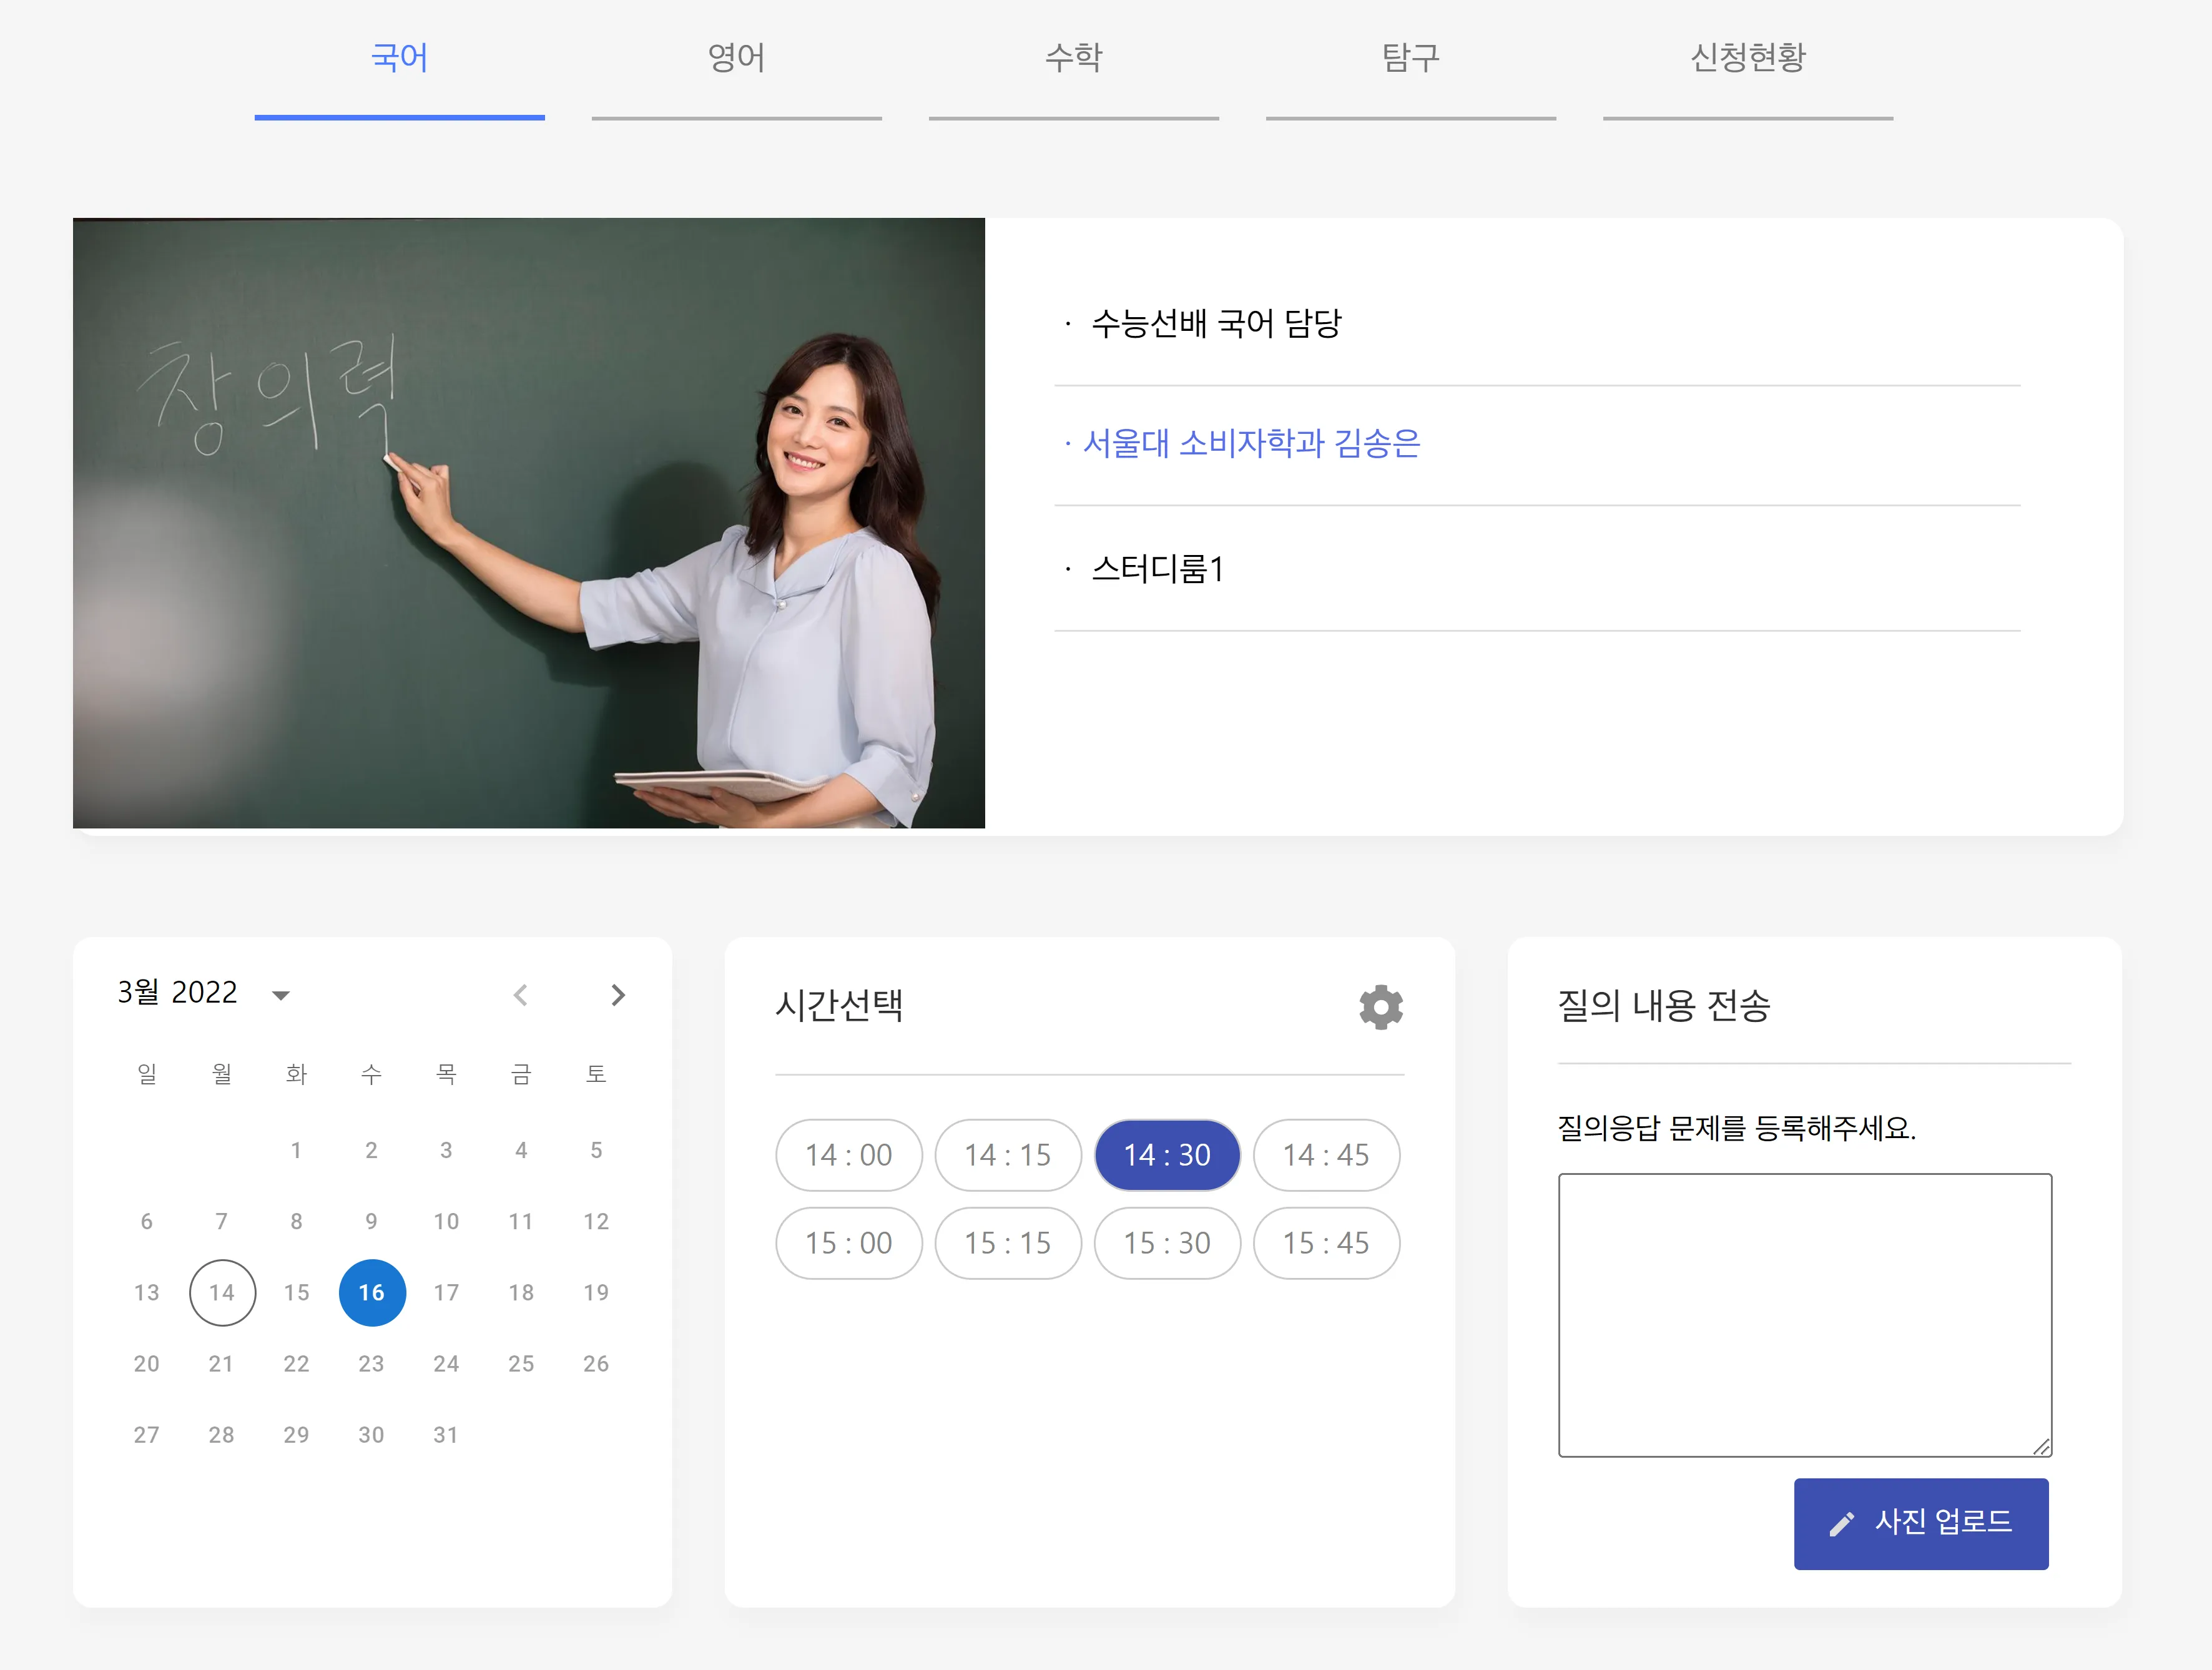 국어 영어 수학 탐구 신청현황
창의력
· 수능선배 국어 담당
· 서울대 소비자학과 김송은
· 스터디룸1
3월 2022
일 월 화 수 목 금 토
1 2 3 4 5
6 7 8 9 10 11 12
13 14 15 16 17 18 19
20 21 22 23 24 25 26
27 28 29 30 31
시간선택
14 : 00 14 : 15 14 : 30 14 : 45
15 : 00 15 : 15 15 : 30 15 : 45
질의 내용 전송
질의응답 문제를 등록해주세요.
사진 업로드